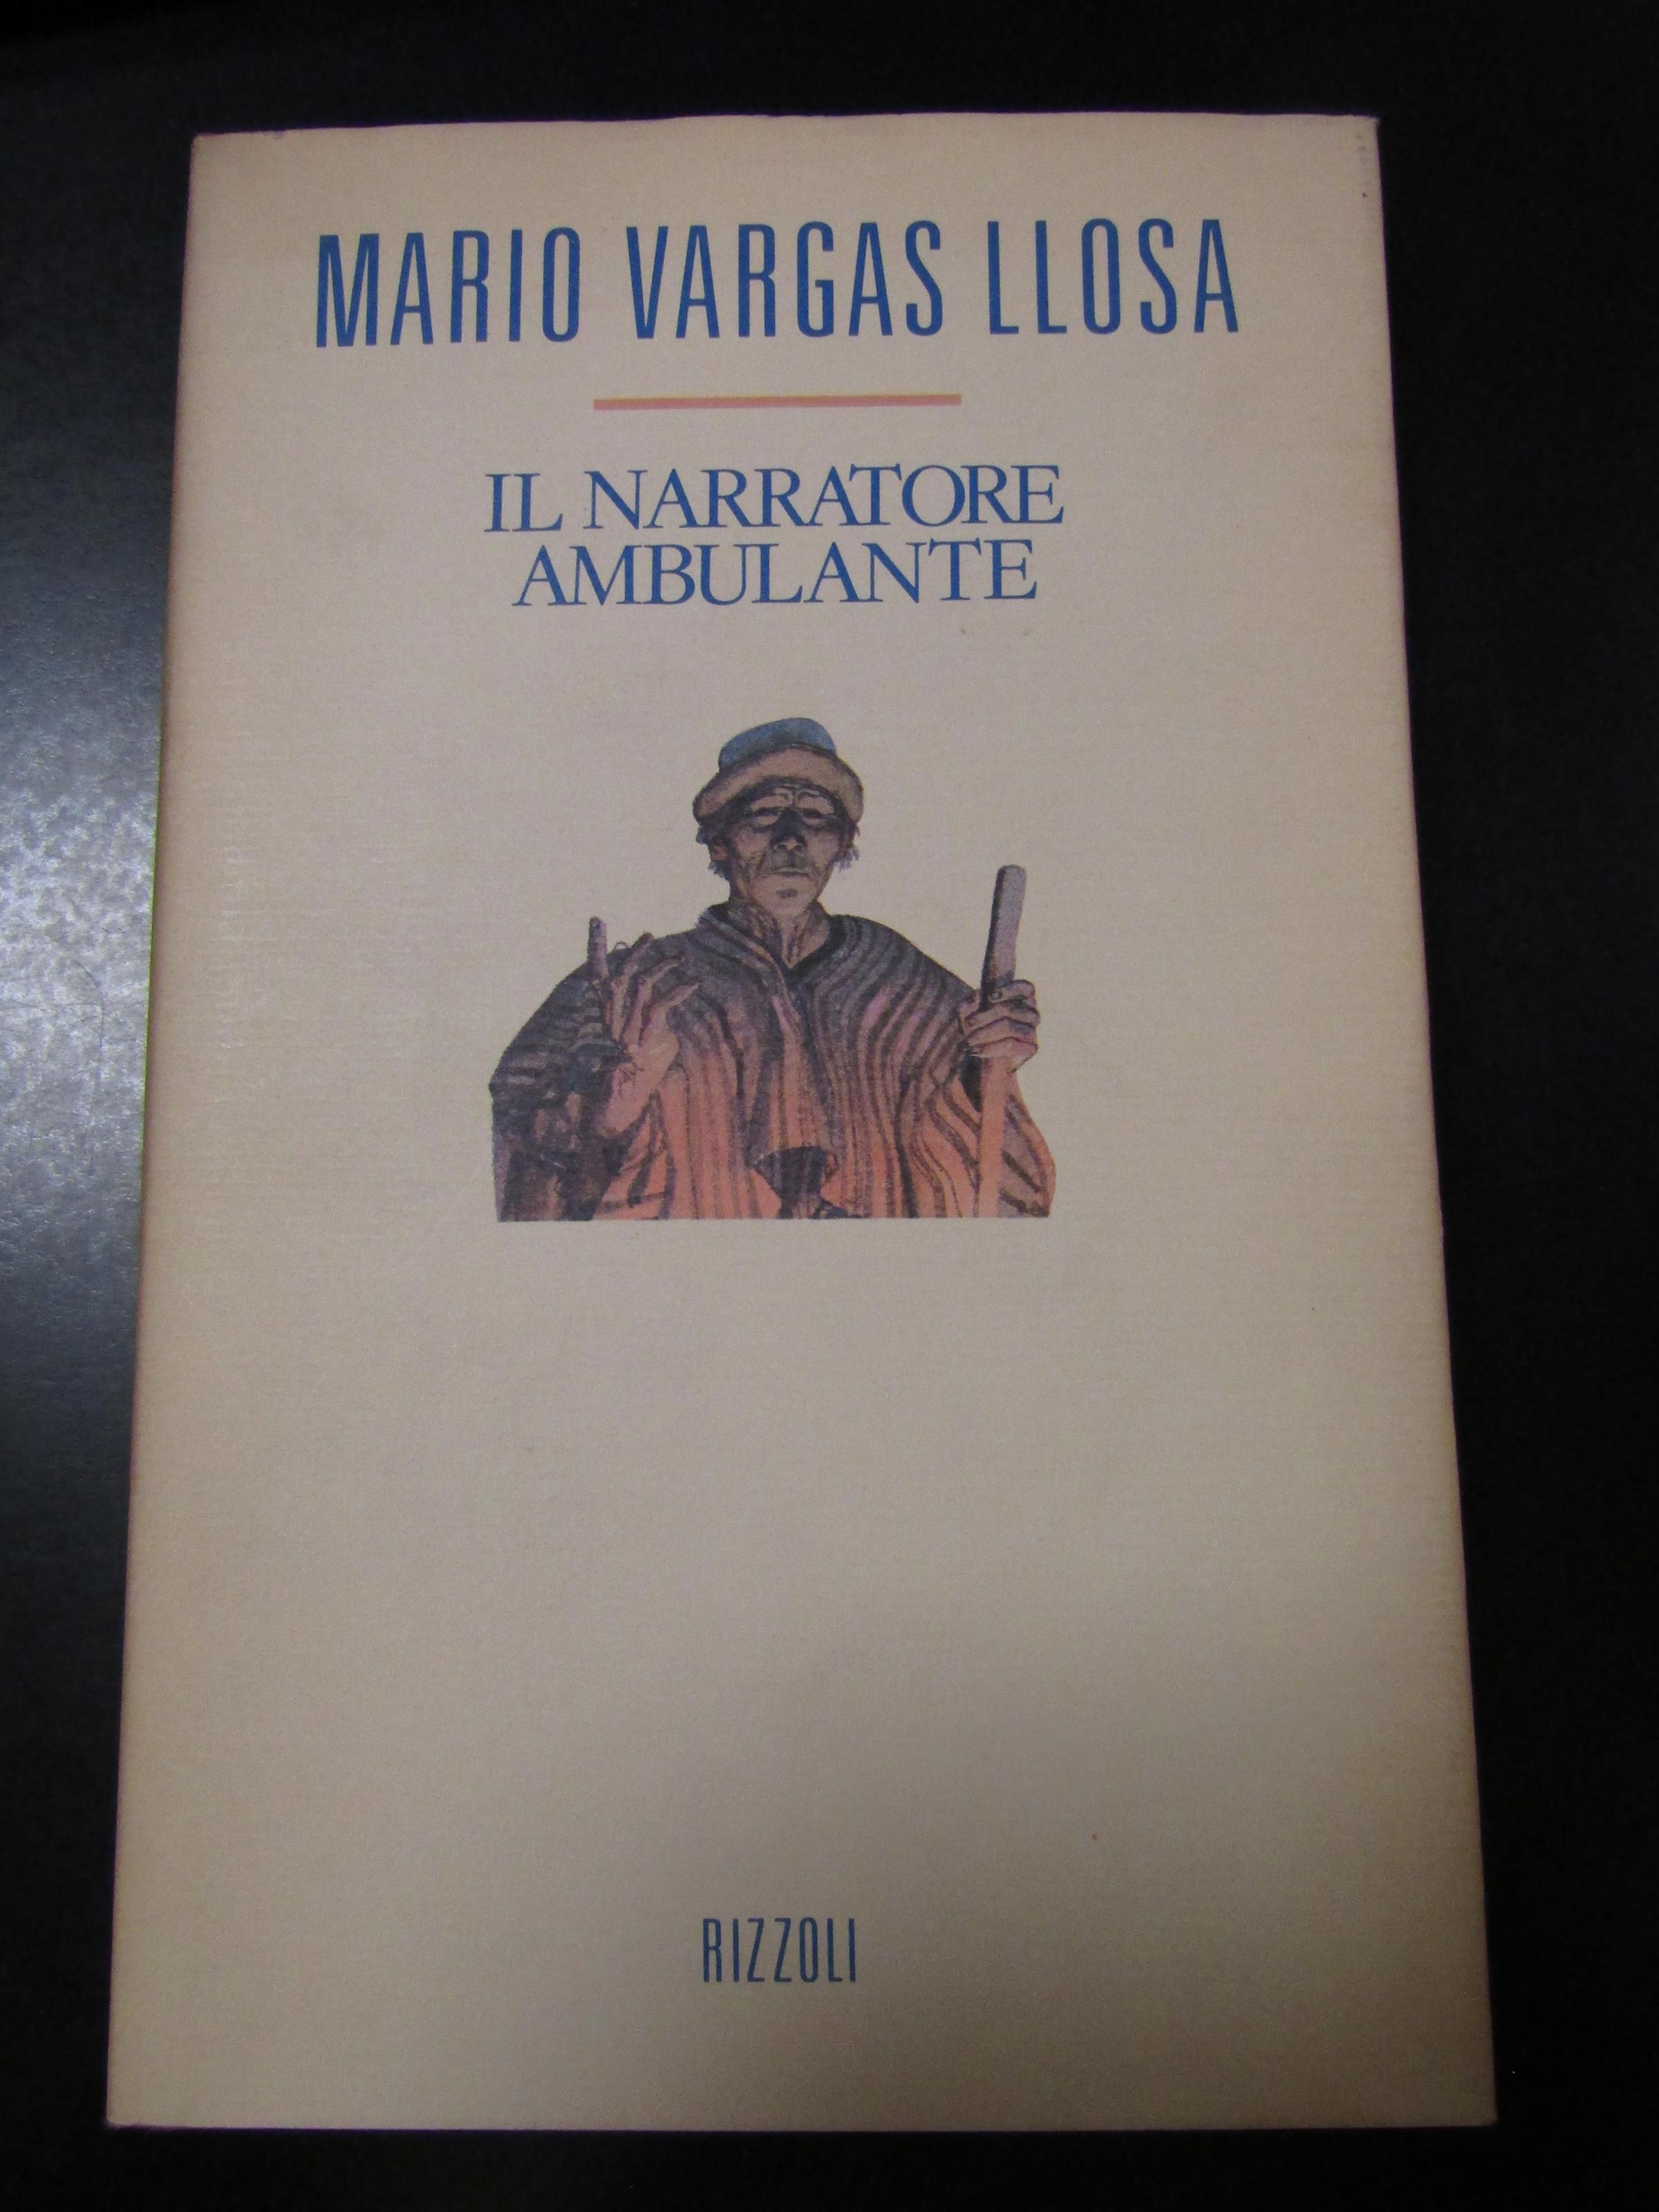 MARIO VARGAS LLOSA
IL NARRATORE
AMBULANTE
RIZZOLI